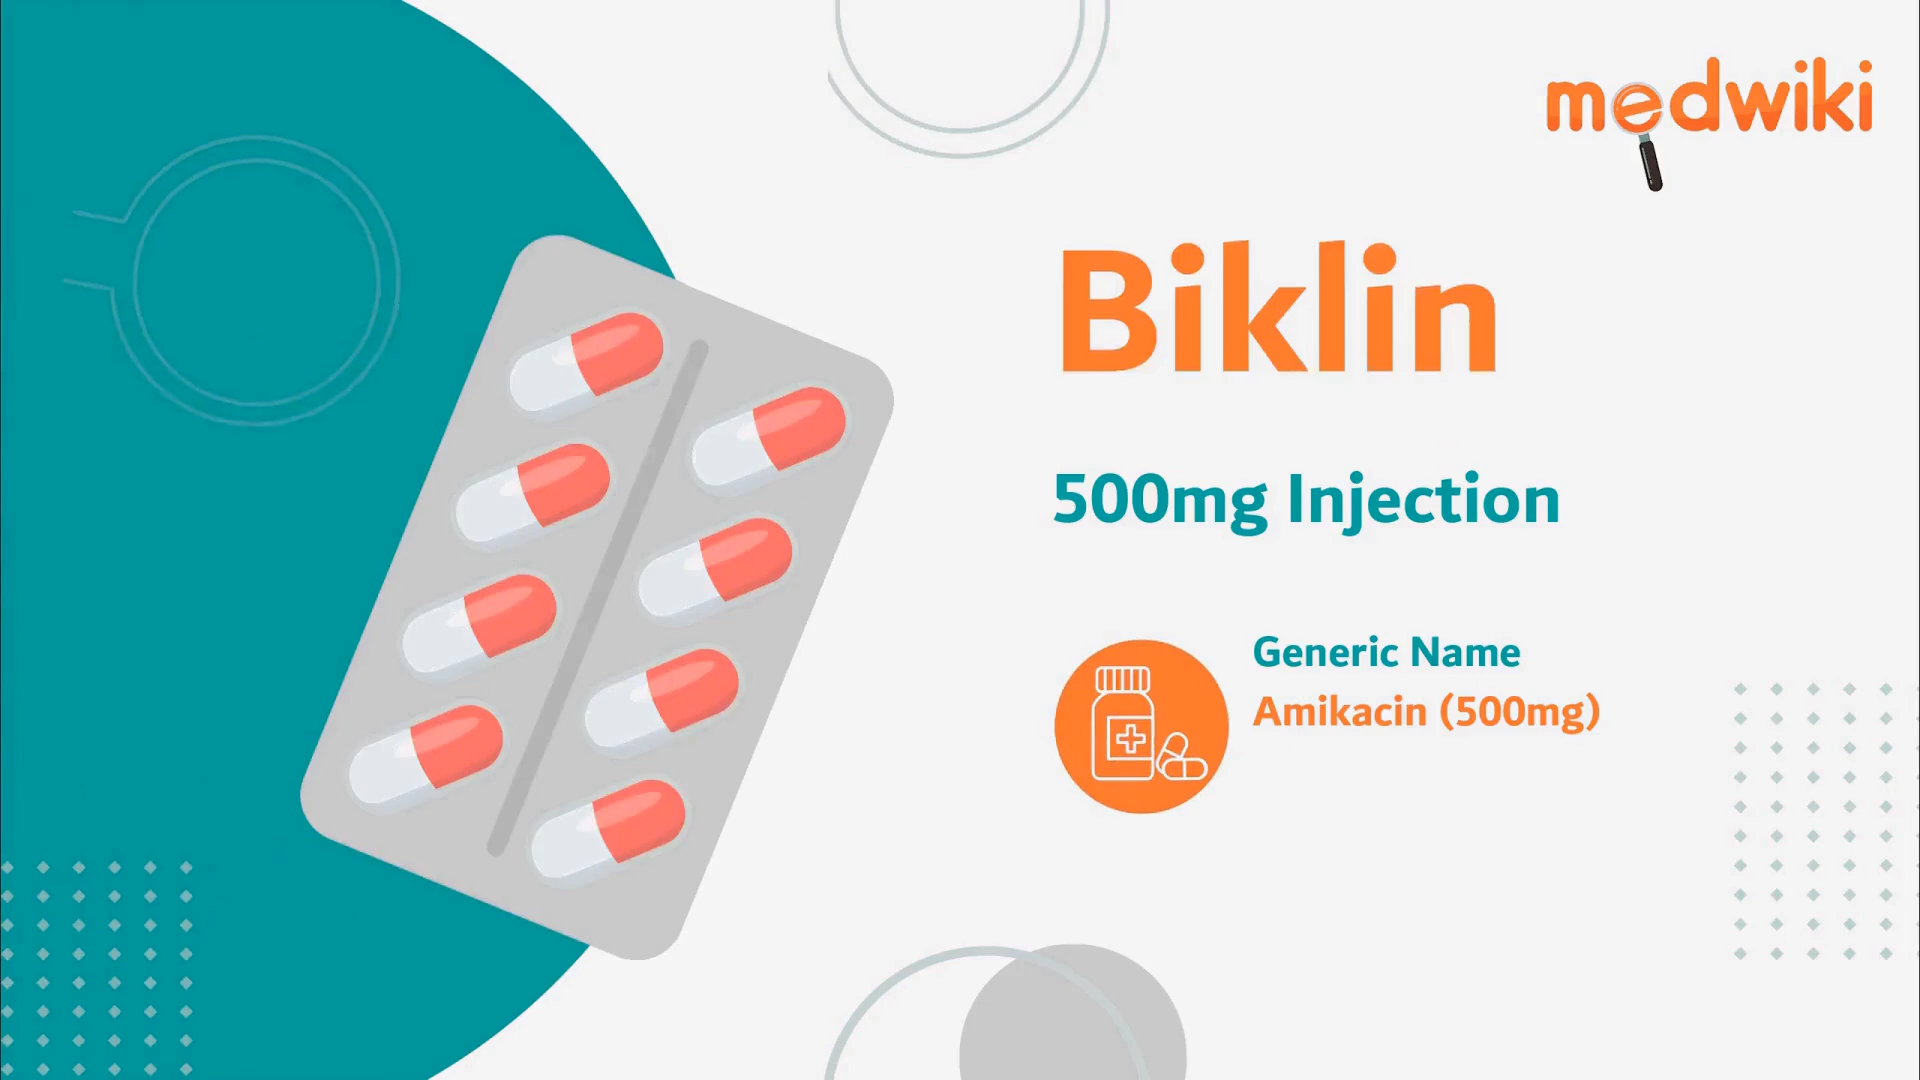 medwiki
Biklin
500mg Injection
Generic Name
Amikacin (500mg)